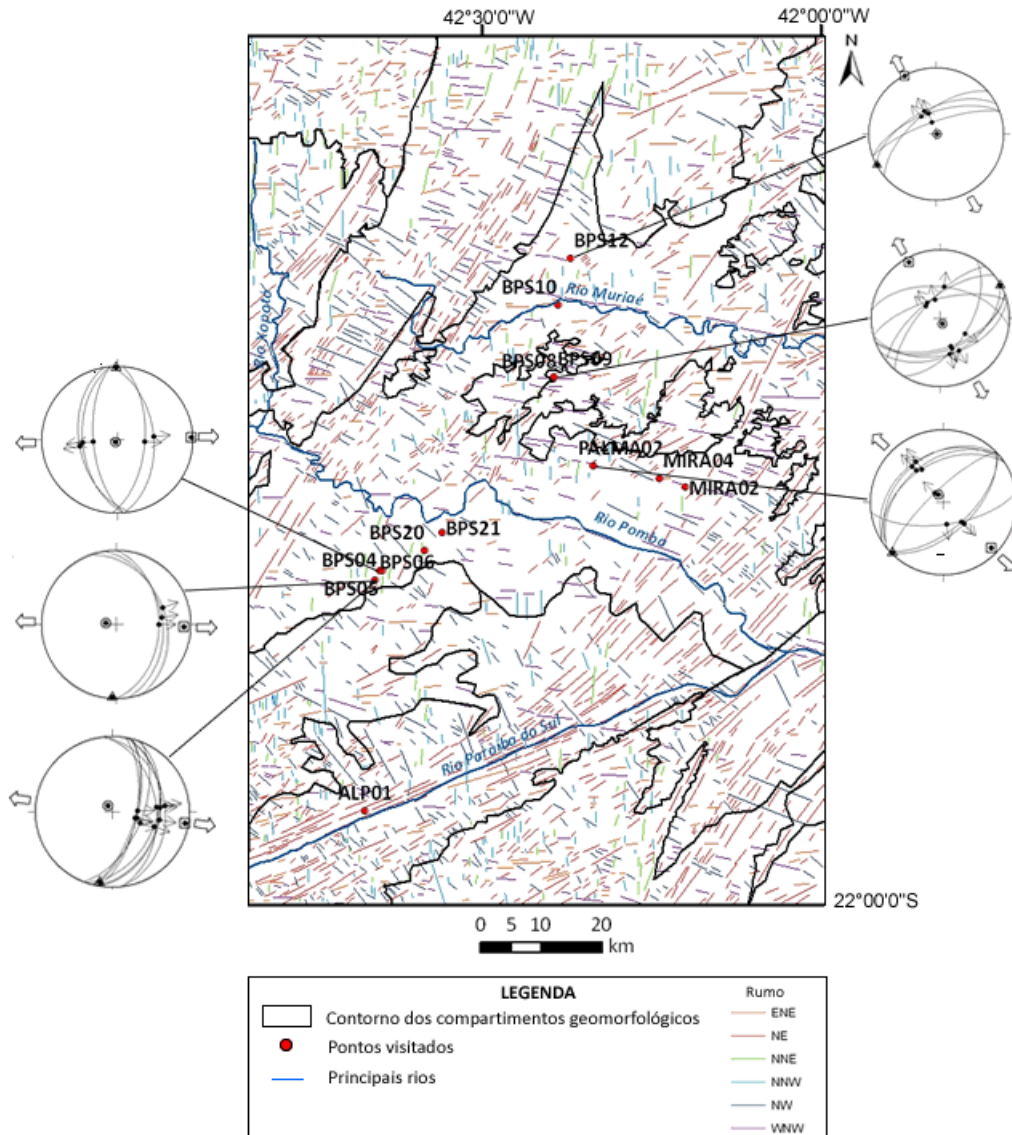 42°30'0"W
42°00'0"W
N
BPS12
BPS10
Rio Muriaé
Rio Xopotó
BPS08
BPS09
PALMA02
MIRA04
MIRA02
Rio Pomba
BPS20
BPS21
BPS04
BPS06
BPS05
Rio Paraíba do Sul
ALP01
22°00'0"S
0 5 10 20
km
LEGENDA
Contorno dos compartimentos geomorfológicos
Pontos visitados
Principais rios
Rumo
ENE
NE
NNE
NNW
NW
WNW